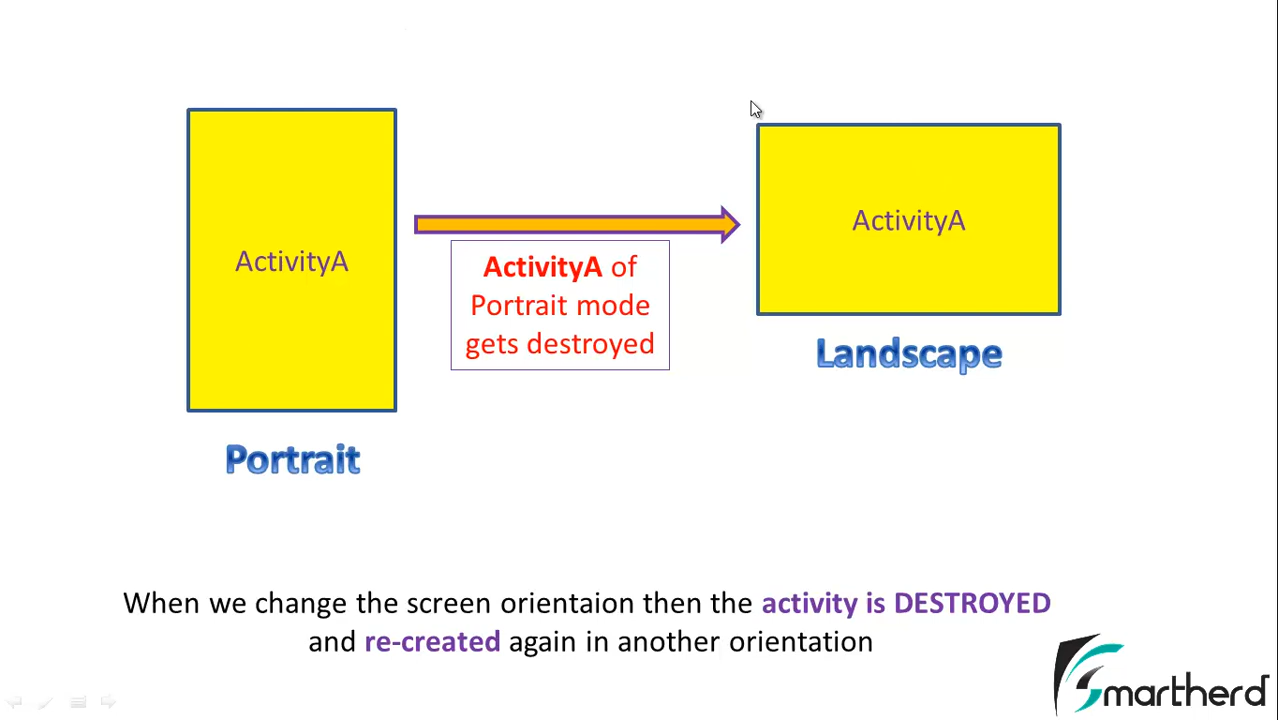 ActivityA
ActivityA
ActivityA of
Portrait mode
gets destroyed
Landscape
Portrait
When we change the screen orientaion then the activity is DESTROYED
and re-created again in another orientation
Smartherd